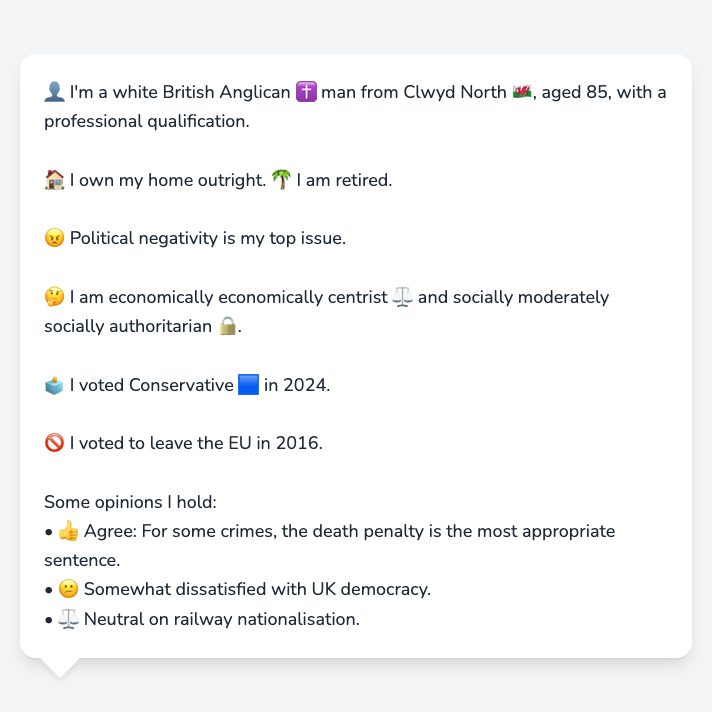 👤 I'm a white British Anglican ✝️ man from Clwyd North 🏴󠁧󠁢󠁷󠁬󠁳󠁿, aged 85, with a
professional qualification.
🏠 I own my home outright. 🌴 I am retired.
😠 Political negativity is my top issue.
🤔 I am economically economically centrist ⚖️ and socially moderately
socially authoritarian 🔒.
🗳️ I voted Conservative 🟦 in 2024.
🚫 I voted to leave the EU in 2016.
Some opinions I hold:
• 👍 Agree: For some crimes, the death penalty is the most appropriate
sentence.
• 😕 Somewhat dissatisfied with UK democracy.
• ⚖️ Neutral on railway nationalisation.